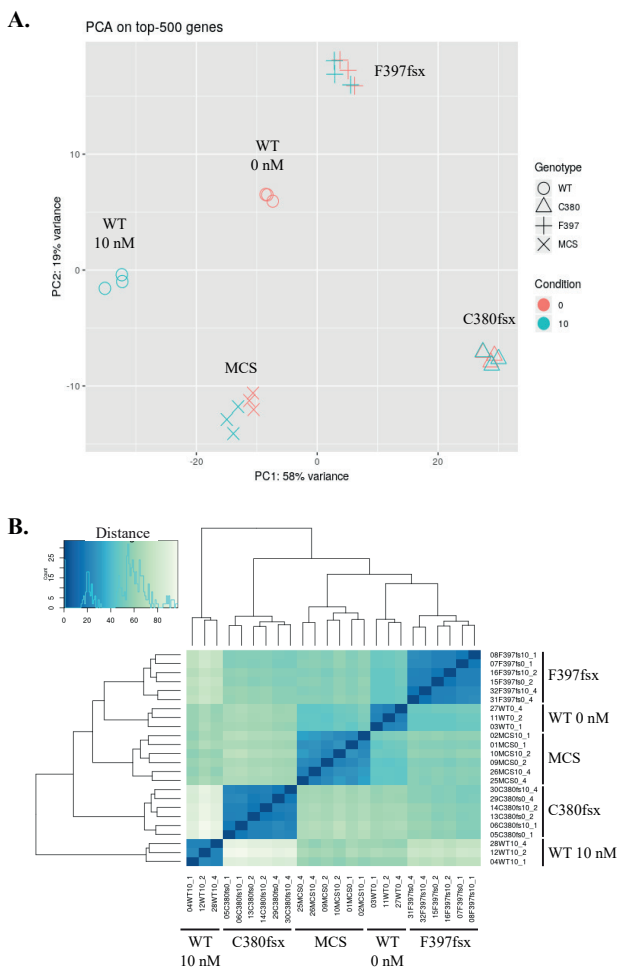 A.
PCA on top-500 genes
F397fsx
WT
0 nM
WT
10 nM
C380fsx
MCS
10
0
-10
PC2: 19% variance
-20
0
20
PC1: 58% variance
Genotype
WT
C380
F397
MCS
Condition
0
10
B.
Distance
count
0 5 15 25
0 20 40 60 80
08F397fs10_1
07F397fs0_1
16F397fs10_2
15F397fs0_2
32F397fs10_4
31F397fs0_4
27WT0_4
11WT0_2
03WT0_1
02MCS10_1
01MCS0_1
10MCS10_2
09MCS0_2
26MCS10_4
25MCS0_4
30C380fs10_4
29C380fs0_4
14C380fs10_2
13C380fs0_2
06C380fs10_1
05C380fs0_1
28WT10_4
12WT10_2
04WT10_1
F397fsx
WT 0 nM
MCS
C380fsx
WT 10 nM
04WT10_1
12WT10_2
28WT10_4
05C380fs0_1
06C380fs10_1
13C380fs0_2
14C380fs10_2
29C380fs0_4
30C380fs10_4
25MCS0_4
26MCS10_4
09MCS0_2
10MCS10_2
01MCS0_1
02MCS10_1
03WT0_1
11WT0_2
27WT0_4
31F397fs0_4
32F397fs10_4
15F397fs0_2
16F397fs10_2
07F397fs0_1
08F397fs10_1
WT
10 nM
C380fsx
MCS
WT
0 nM
F397fsx